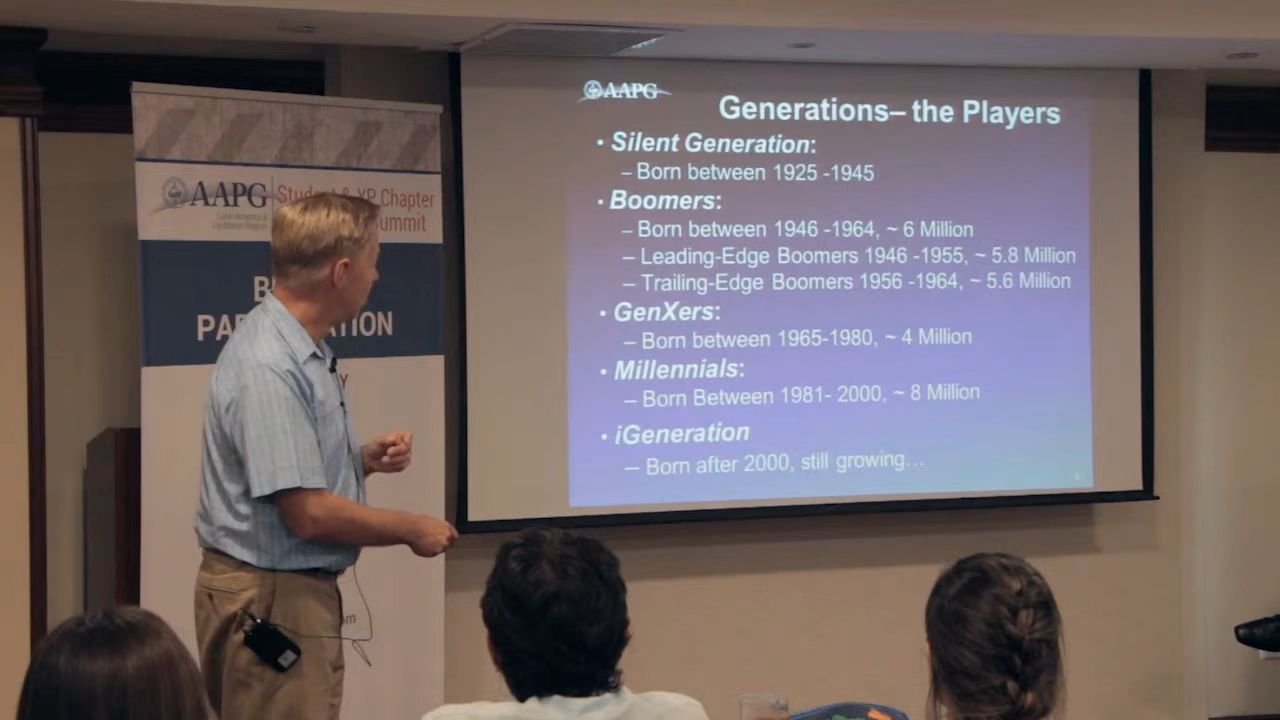 AAPG
Generations– the Players
• Silent Generation:
– Born between 1925 -1945
• Boomers:
– Born between 1946 -1964, ~ 6 Million
– Leading-Edge Boomers 1946 -1955, ~ 5.8 Million
– Trailing-Edge Boomers 1956 -1964, ~ 5.6 Million
• GenXers:
– Born between 1965-1980, ~ 4 Million
• Millennials:
– Born Between 1981- 2000, ~ 8 Million
• iGeneration
– Born after 2000, still growing…
AAPG
Student & YP Chapter
Summit
Latin America &
Caribbean Region